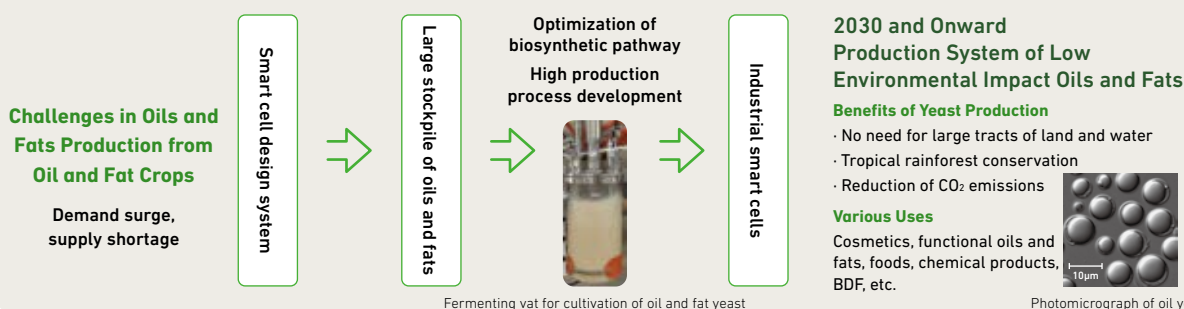 Challenges in Oils and
Fats Production from
Oil and Fat Crops
Demand surge,
supply shortage
Smart cell design system
Large stockpile of oils and fats
Optimization of
biosynthetic pathway
High production
process development
Fermenting vat for cultivation of oil and fat yeast
Industrial smart cells
2030 and Onward
Production System of Low
Environmental Impact Oils and Fats
Benefits of Yeast Production
· No need for large tracts of land and water
· Tropical rainforest conservation
· Reduction of CO₂ emissions
Various Uses
Cosmetics, functional oils and
fats, foods, chemical products,
BDF, etc.
10μm
Photomicrograph of oil y